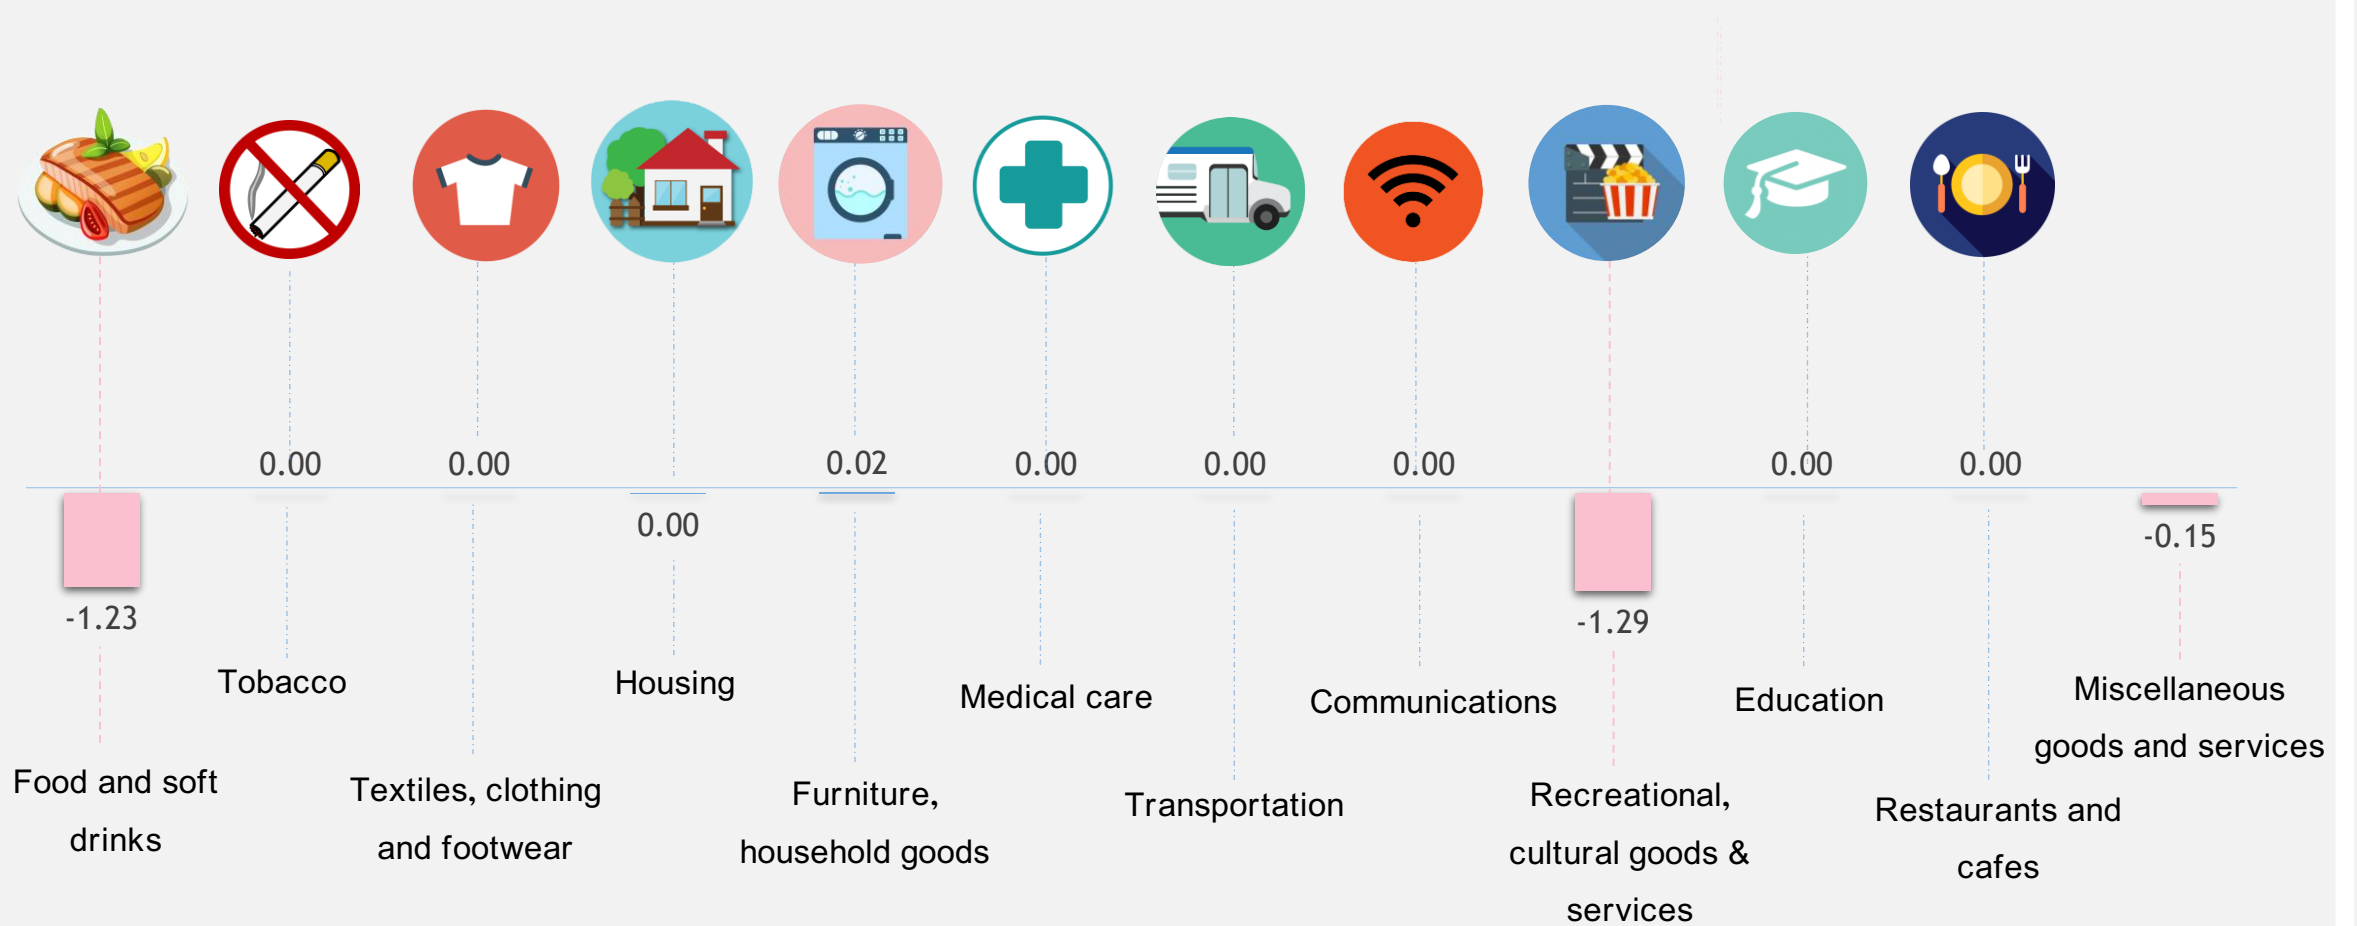 0.00
0.00
0.02
0.00
0.00
0.00
0.00
0.00
0.00
-0.15
-1.23
-1.29
Tobacco
Housing
Medical care
Communications
Education
Miscellaneous
goods and services
Food and soft
drinks
Textiles, clothing
and footwear
Furniture,
household goods
Transportation
Recreational,
cultural goods &
services
Restaurants and
cafes